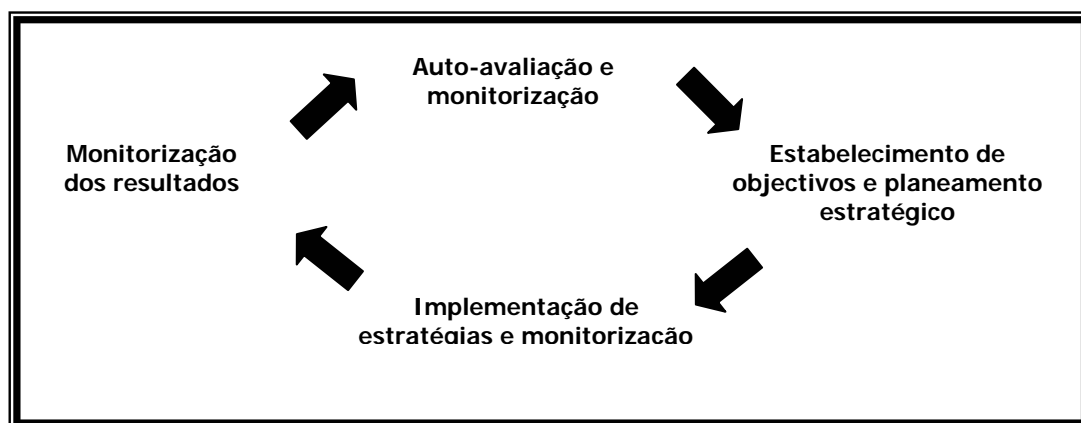 Auto-avaliação e
monitorização
Monitorização
dos resultados
Estabelecimento de
objectivos e planeamento
estratégico
Implementação de
estratégias e monitorização